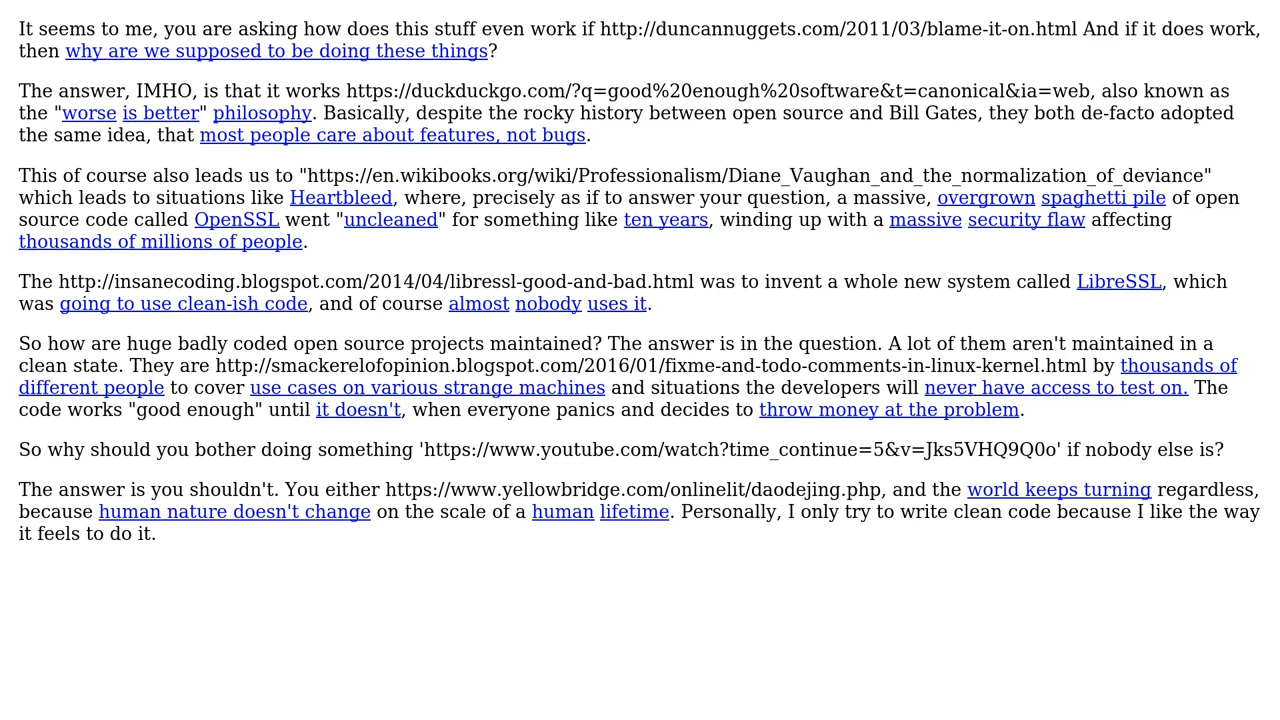 It seems to me, you are asking how does this stuff even work if http://duncannuggets.com/2011/03/blame-it-on.html And if it does work,
then why are we supposed to be doing these things?
The answer, IMHO, is that it works https://duckduckgo.com/?q=good%20enough%20software&t=canonical&ia=web, also known as
the "worse is better" philosophy. Basically, despite the rocky history between open source and Bill Gates, they both de-facto adopted
the same idea, that most people care about features, not bugs.
This of course also leads us to "https://en.wikibooks.org/wiki/Professionalism/Diane_Vaughan_and_the_normalization_of_deviance"
which leads to situations like Heartbleed, where, precisely as if to answer your question, a massive, overgrown spaghetti pile of open
source code called OpenSSL went "uncleaned" for something like ten years, winding up with a massive security flaw affecting
thousands of millions of people.
The http://insanecoding.blogspot.com/2014/04/libressl-good-and-bad.html was to invent a whole new system called LibreSSL, which
was going to use clean-ish code, and of course almost nobody uses it.
So how are huge badly coded open source projects maintained? The answer is in the question. A lot of them aren't maintained in a
clean state. They are http://smackerelofopinion.blogspot.com/2016/01/fixme-and-todo-comments-in-linux-kernel.html by thousands of
different people to cover use cases on various strange machines and situations the developers will never have access to test on. The
code works "good enough" until it doesn't, when everyone panics and decides to throw money at the problem.
So why should you bother doing something 'https://www.youtube.com/watch?time_continue=5&v=Jks5VHQ9Q0o' if nobody else is?
The answer is you shouldn't. You either https://www.yellowbridge.com/onlinelit/daodejing.php, and the world keeps turning regardless,
because human nature doesn't change on the scale of a human lifetime. Personally, I only try to write clean code because I like the way
it feels to do it.